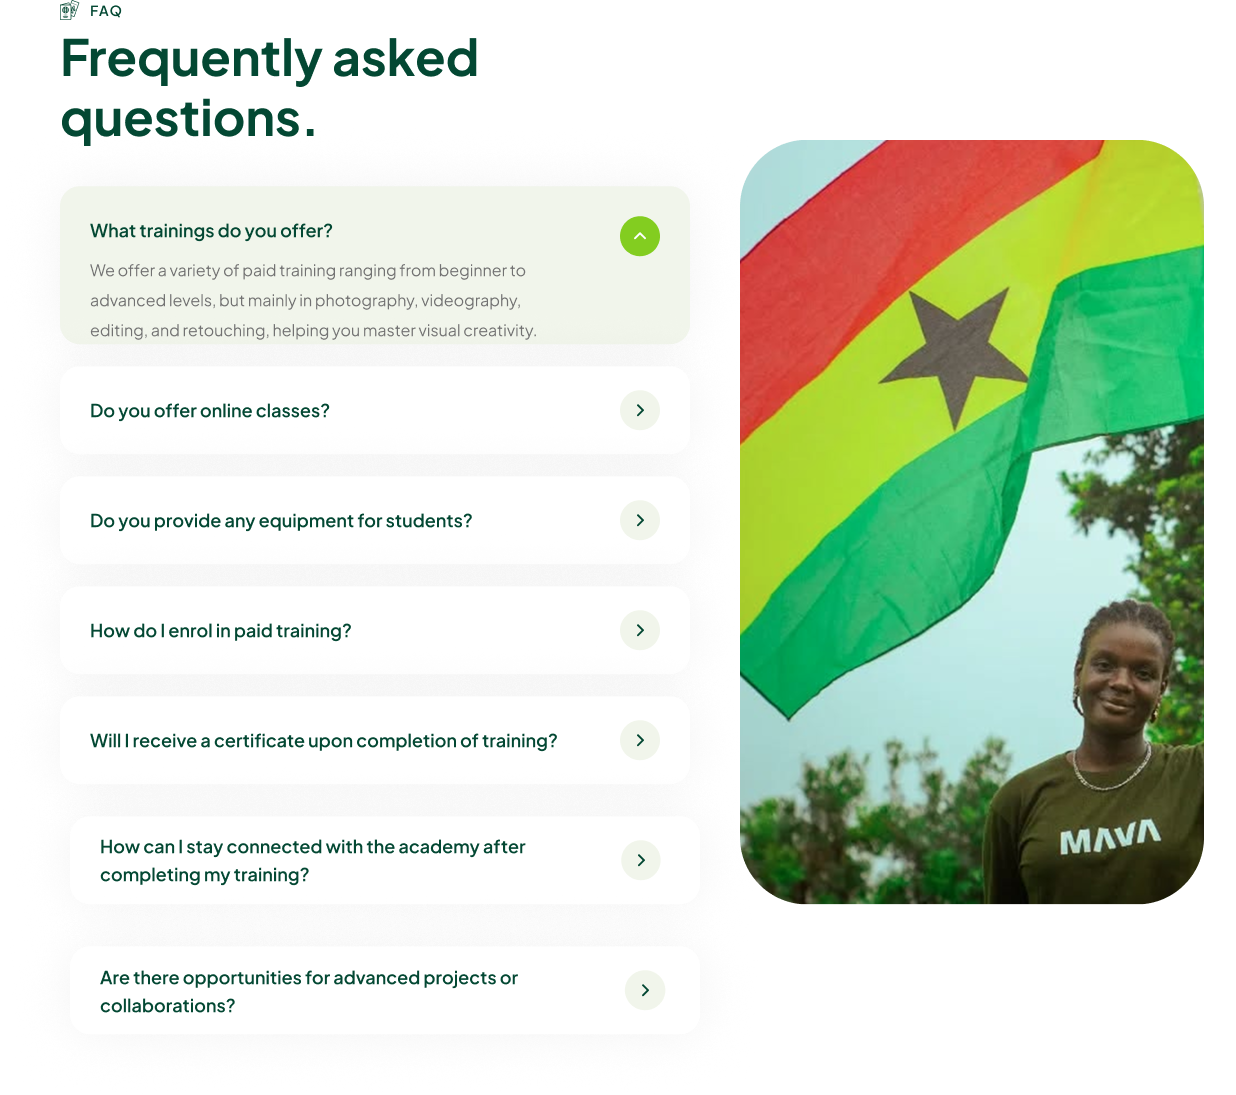 FAQ
Frequently asked
questions.
What trainings do you offer?
We offer a variety of paid training ranging from beginner to
advanced levels, but mainly in photography, videography,
editing, and retouching, helping you master visual creativity.
Do you offer online classes?
Do you provide any equipment for students?
How do I enrol in paid training?
Will I receive a certificate upon completion of training?
How can I stay connected with the academy after
completing my training?
Are there opportunities for advanced projects or
collaborations?
MAVA